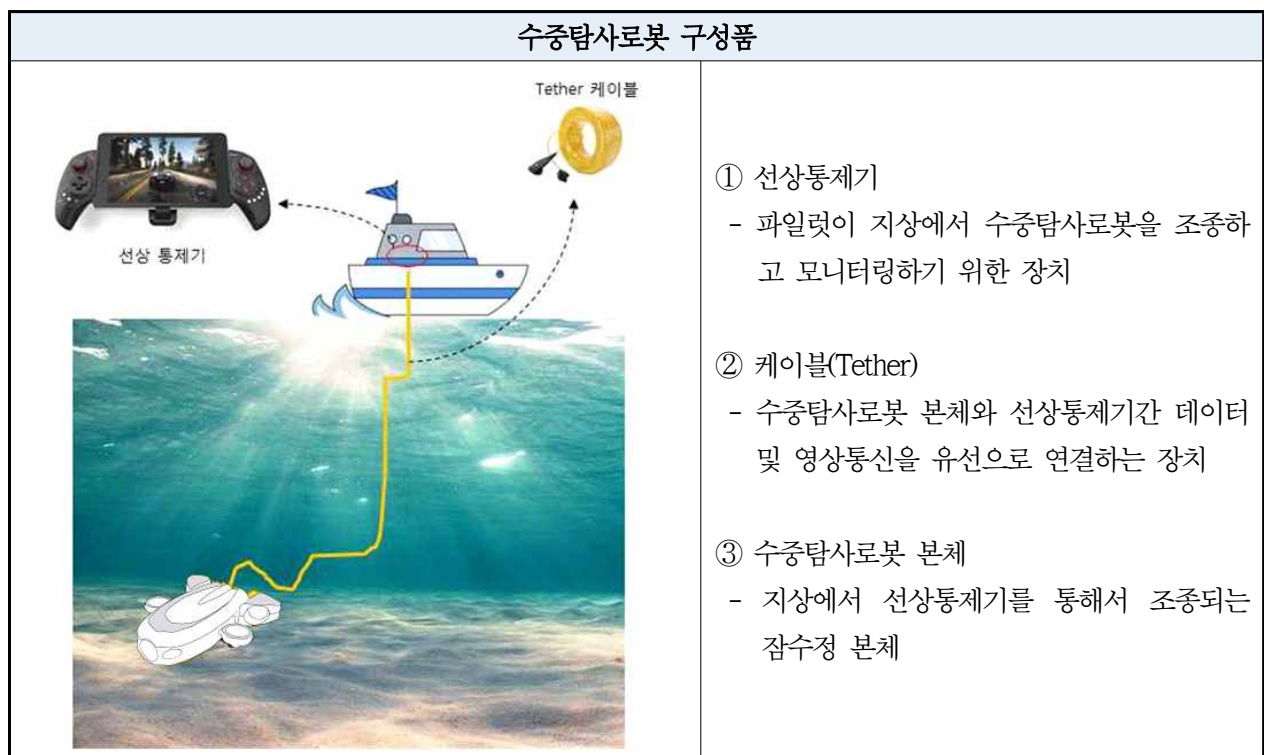 수중탐사로봇 구성품
Tether 케이블
선상 통제기
① 선상통제기
- 파일럿이 지상에서 수중탐사로봇을 조종하
고 모니터링하기 위한 장치
② 케이블(Tether)
- 수중탐사로봇 본체와 선상통제기간 데이터
및 영상통신을 유선으로 연결하는 장치
③ 수중탐사로봇 본체
- 지상에서 선상통제기를 통해서 조종되는
잠수정 본체